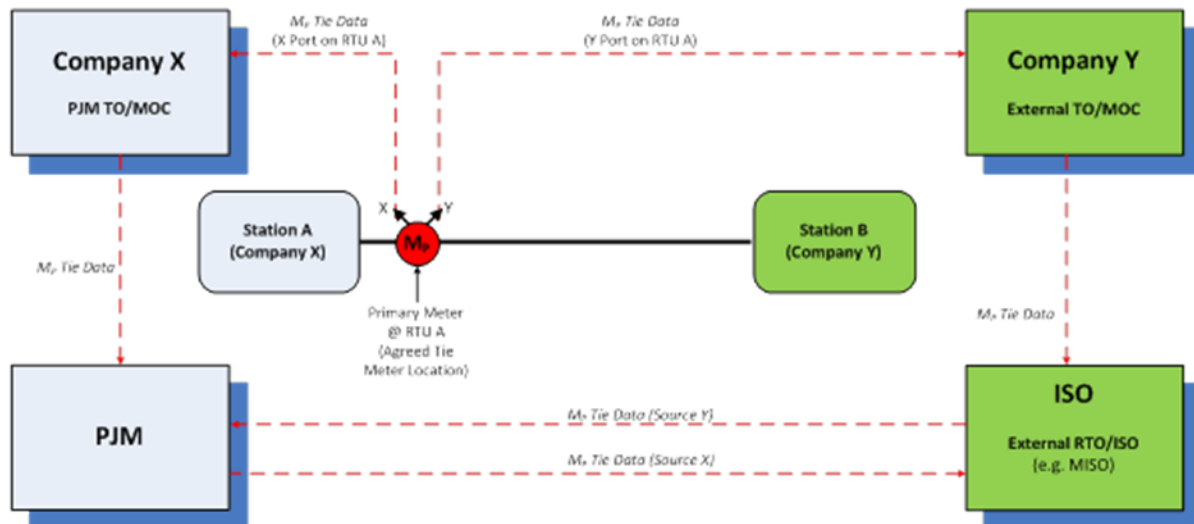 Mₚ Tie Data
(X Port on RTU A)
Mₚ Tie Data
(Y Port on RTU A)
Company X
PJM TO/MOC
Company Y
External TO/MOC
X
Y
Station A
(Company X)
Mₚ
Station B
(Company Y)
Mₚ Tie Data
Primary Meter
@ RTU A
(Agreed Tie
Meter Location)
Mₚ Tie Data
PJM
Mₚ Tie Data (Source Y)
Mₚ Tie Data (Source X)
ISO
External RTO/ISO
(e.g. MISO)